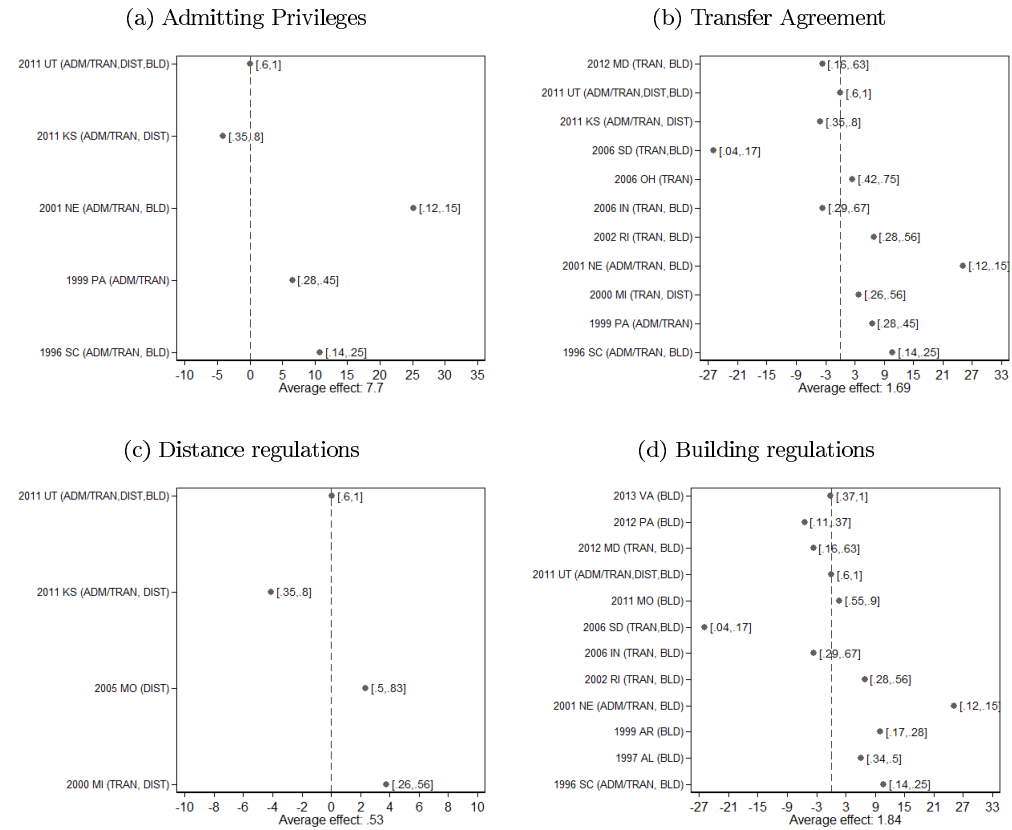 (a) Admitting Privileges
2011 UT (ADM/TRAN,DIST,BLD)
[.6,1]
2011 KS (ADM/TRAN, DIST)
[.35,.8]
2001 NE (ADM/TRAN, BLD)
[.12,.15]
1999 PA (ADM/TRAN)
[.28,.45]
1996 SC (ADM/TRAN, BLD)
[.14,.25]
-10 -5 0 5 10 15 20 25 30 35
Average effect: 7.7
(b) Transfer Agreement
2012 MD (TRAN, BLD)
[.16,.63]
2011 UT (ADM/TRAN,DIST,BLD)
[.6,1]
2011 KS (ADM/TRAN, DIST)
[.35,.8]
2006 SD (TRAN,BLD)
[.04,.17]
2006 OH (TRAN)
[.42,.75]
2006 IN (TRAN, BLD)
[.29,.67]
2002 RI (TRAN, BLD)
[.28,.56]
2001 NE (ADM/TRAN, BLD)
[.12,.15]
2000 MI (TRAN, DIST)
[.26,.56]
1999 PA (ADM/TRAN)
[.28,.45]
1996 SC (ADM/TRAN, BLD)
[.14,.25]
-27 -21 -15 -9 -3 3 9 15 21 27 33
Average effect: 1.69
(c) Distance regulations
2011 UT (ADM/TRAN,DIST,BLD)
[.6,1]
2011 KS (ADM/TRAN, DIST)
[.35,.8]
2005 MO (DIST)
[.5,.83]
2000 MI (TRAN, DIST)
[.26,.56]
-10 -8 -6 -4 -2 0 2 4 6 8 10
Average effect: .53
(d) Building regulations
2013 VA (BLD)
[.37,1]
2012 PA (BLD)
[.11,.37]
2012 MD (TRAN, BLD)
[.16,.63]
2011 UT (ADM/TRAN,DIST,BLD)
[.6,1]
2011 MO (BLD)
[.55,.9]
2006 SD (TRAN,BLD)
[.04,.17]
2006 IN (TRAN, BLD)
[.29,.67]
2002 RI (TRAN, BLD)
[.28,.56]
2001 NE (ADM/TRAN, BLD)
[.12,.15]
1999 AR (BLD)
[.17,.28]
1997 AL (BLD)
[.34,.5]
1996 SC (ADM/TRAN, BLD)
[.14,.25]
-27 -21 -15 -9 -3 3 9 15 21 27 33
Average effect: 1.84